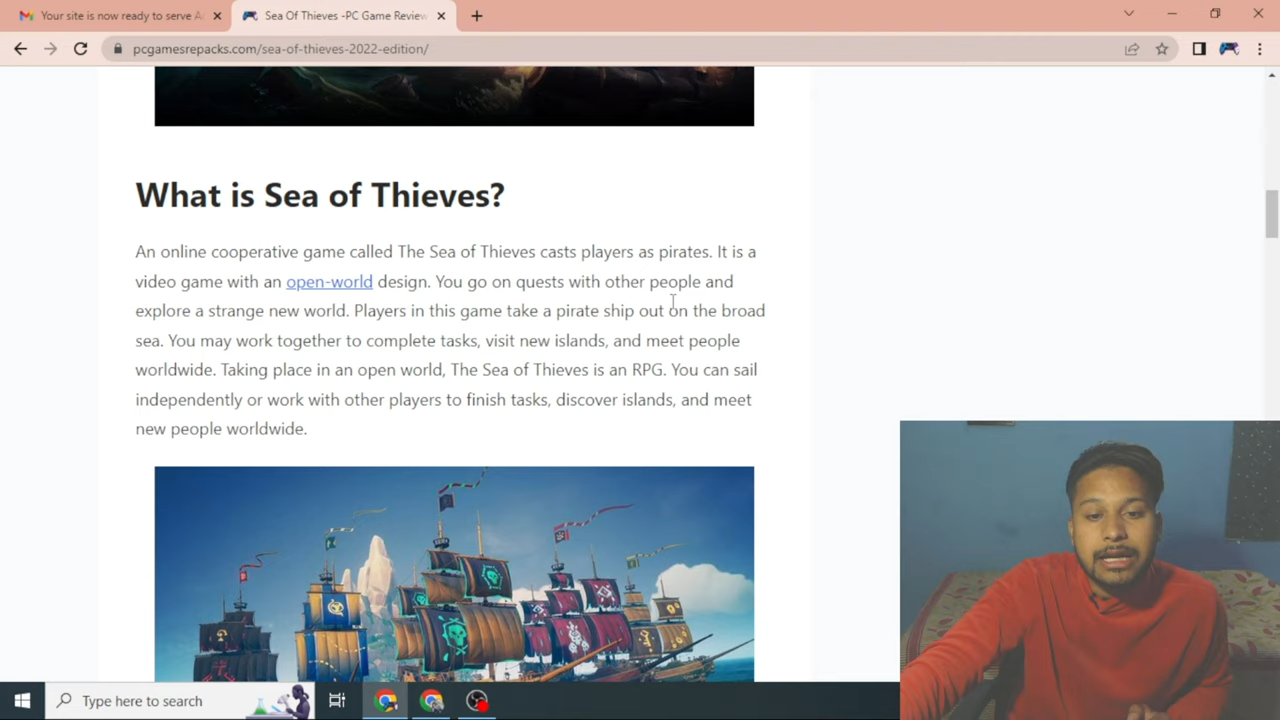 Your site is now ready to serve A
Sea Of Thieves -PC Game Review
pcgamesrepacks.com/sea-of-thieves-2022-edition/
What is Sea of Thieves?
An online cooperative game called The Sea of Thieves casts players as pirates. It is a
video game with an open-world design. You go on quests with other people and
explore a strange new world. Players in this game take a pirate ship out on the broad
sea. You may work together to complete tasks, visit new islands, and meet people
worldwide. Taking place in an open world, The Sea of Thieves is an RPG. You can sail
independently or work with other players to finish tasks, discover islands, and meet
new people worldwide.
Type here to search